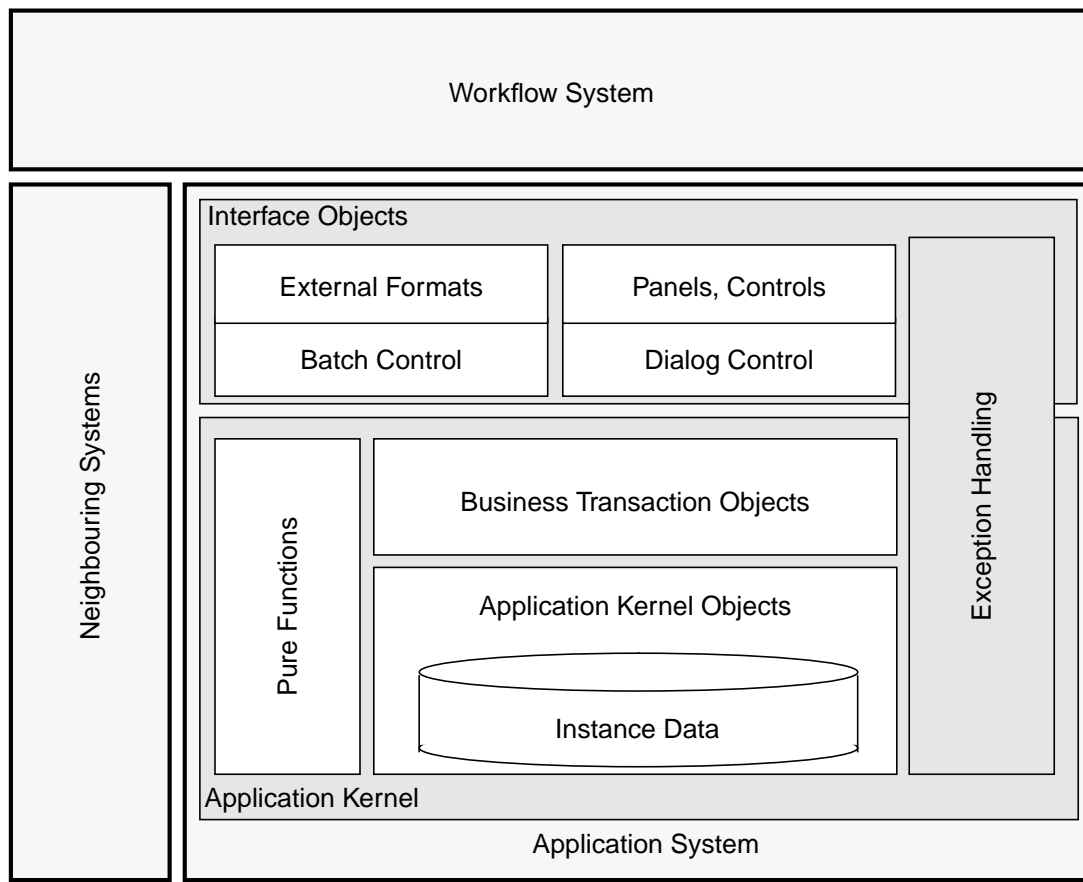 Workflow System
Neighbouring Systems
Interface Objects
External Formats
Panels, Controls
Batch Control
Dialog Control
Exception Handling
Pure Functions
Business Transaction Objects
Application Kernel Objects
Instance Data
Application Kernel
Application System